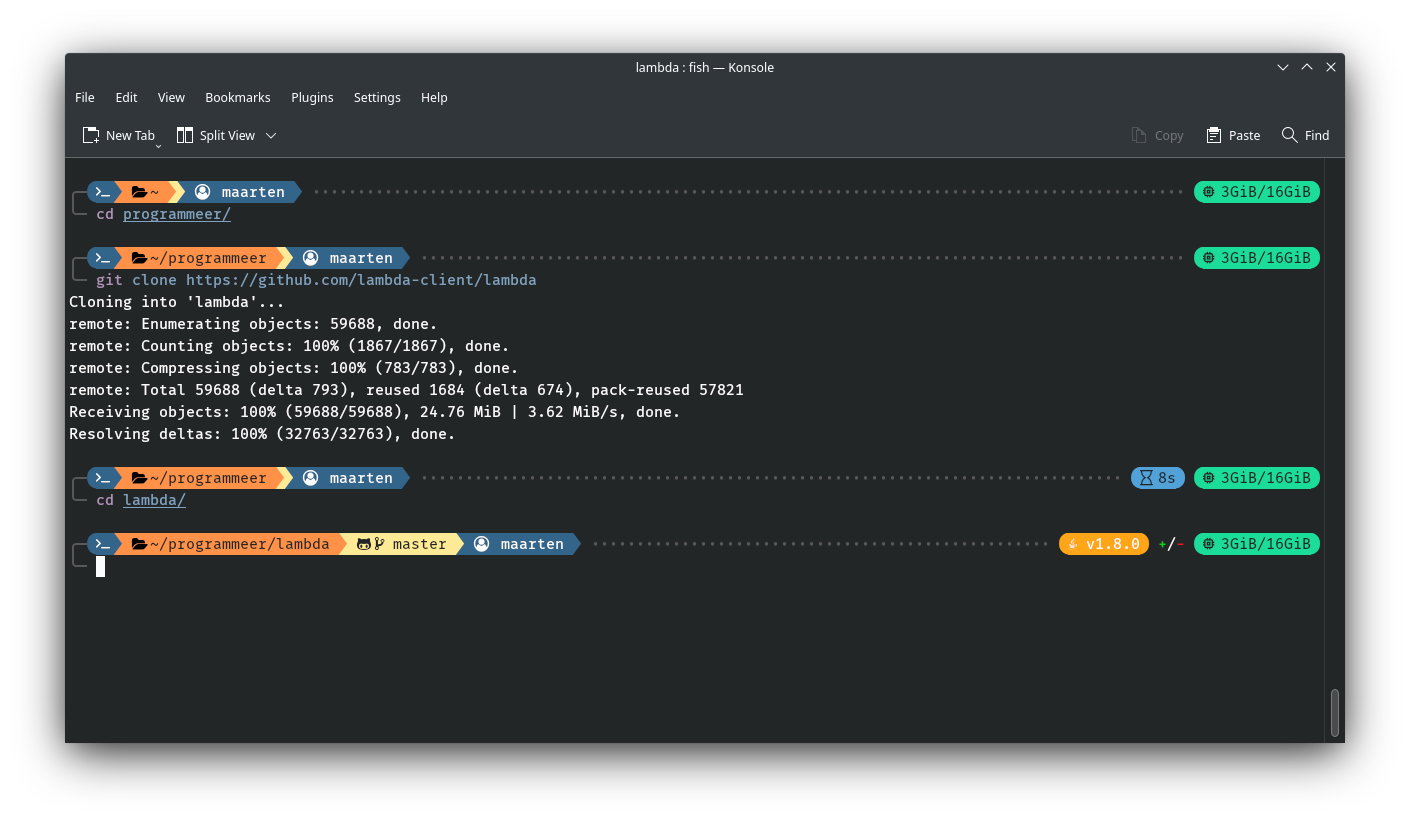 lambda : fish — Konsole
File Edit View Bookmarks Plugins Settings Help
New Tab Split View Copy Paste Find
>_ ~ maarten 3GiB/16GiB
cd programmeer/
>_ ~/programmeer maarten 3GiB/16GiB
git clone https://github.com/lambda-client/lambda
Cloning into 'lambda'...
remote: Enumerating objects: 59688, done.
remote: Counting objects: 100% (1867/1867), done.
remote: Compressing objects: 100% (783/783), done.
remote: Total 59688 (delta 793), reused 1684 (delta 674), pack-reused 57821
Receiving objects: 100% (59688/59688), 24.76 MiB | 3.62 MiB/s, done.
Resolving deltas: 100% (32763/32763), done.
>_ ~/programmeer maarten 8s 3GiB/16GiB
cd lambda/
>_ ~/programmeer/lambda master maarten v1.8.0 +/- 3GiB/16GiB